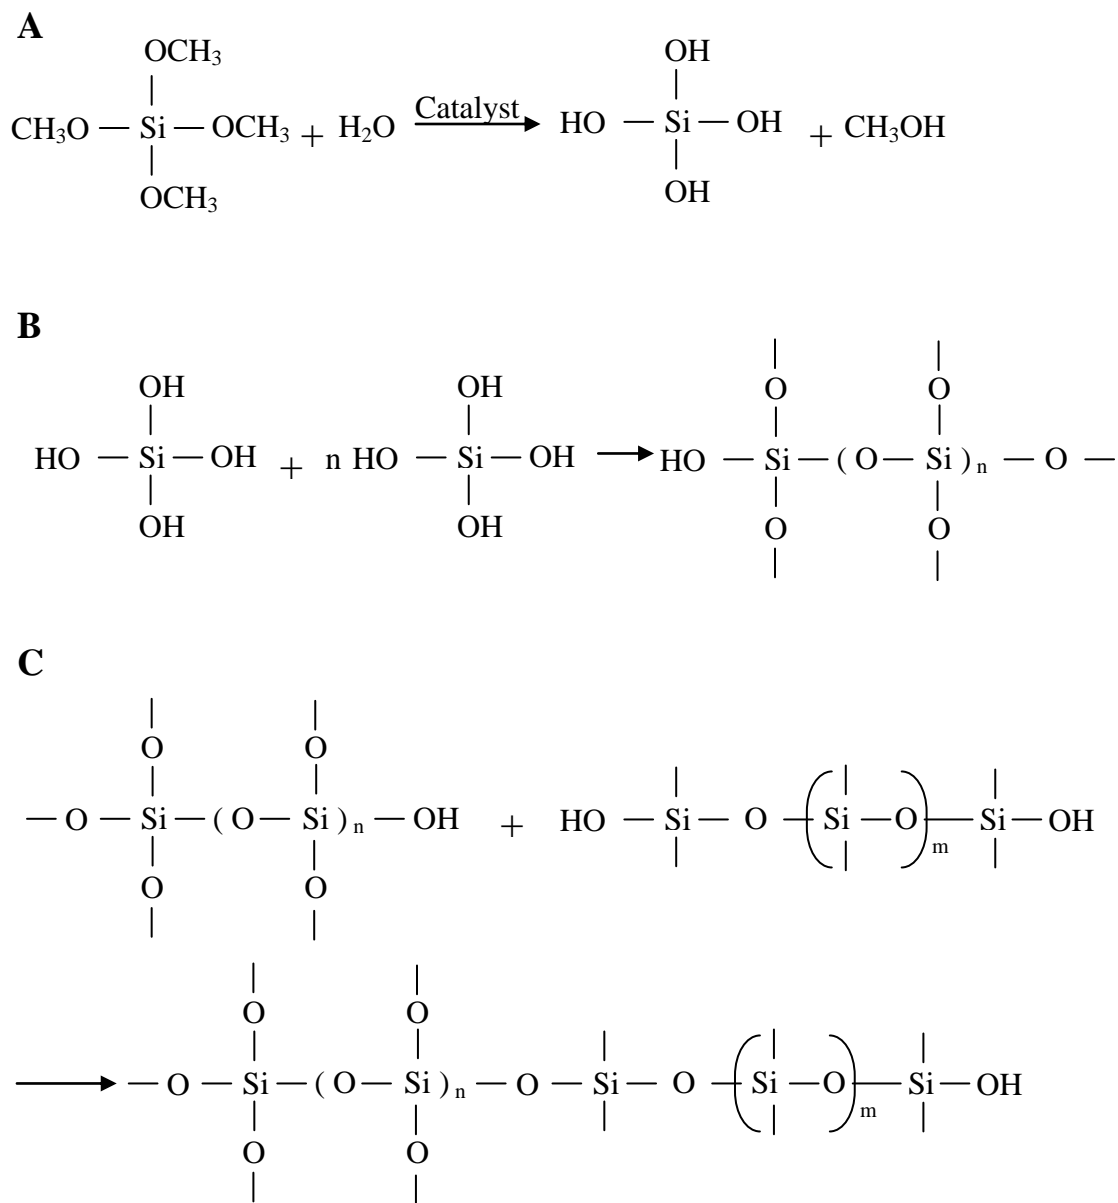 A
OCH₃
CH₃O — Si — OCH₃ + H₂O Catalyst HO — Si — OH + CH₃OH
OCH₃
OH
OH
B
OH
OH
O
O
HO — Si — OH + n HO — Si — OH HO — Si — ( O — Si )ₙ — O —
OH
OH
O
O
C
O
O
— O — Si — ( O — Si )ₙ — OH + HO — Si — O — ( Si — O )ₘ — Si — OH
O
O
O
O
— O — Si — ( O — Si )ₙ — O — Si — O — ( Si — O )ₘ — Si — OH
O
O